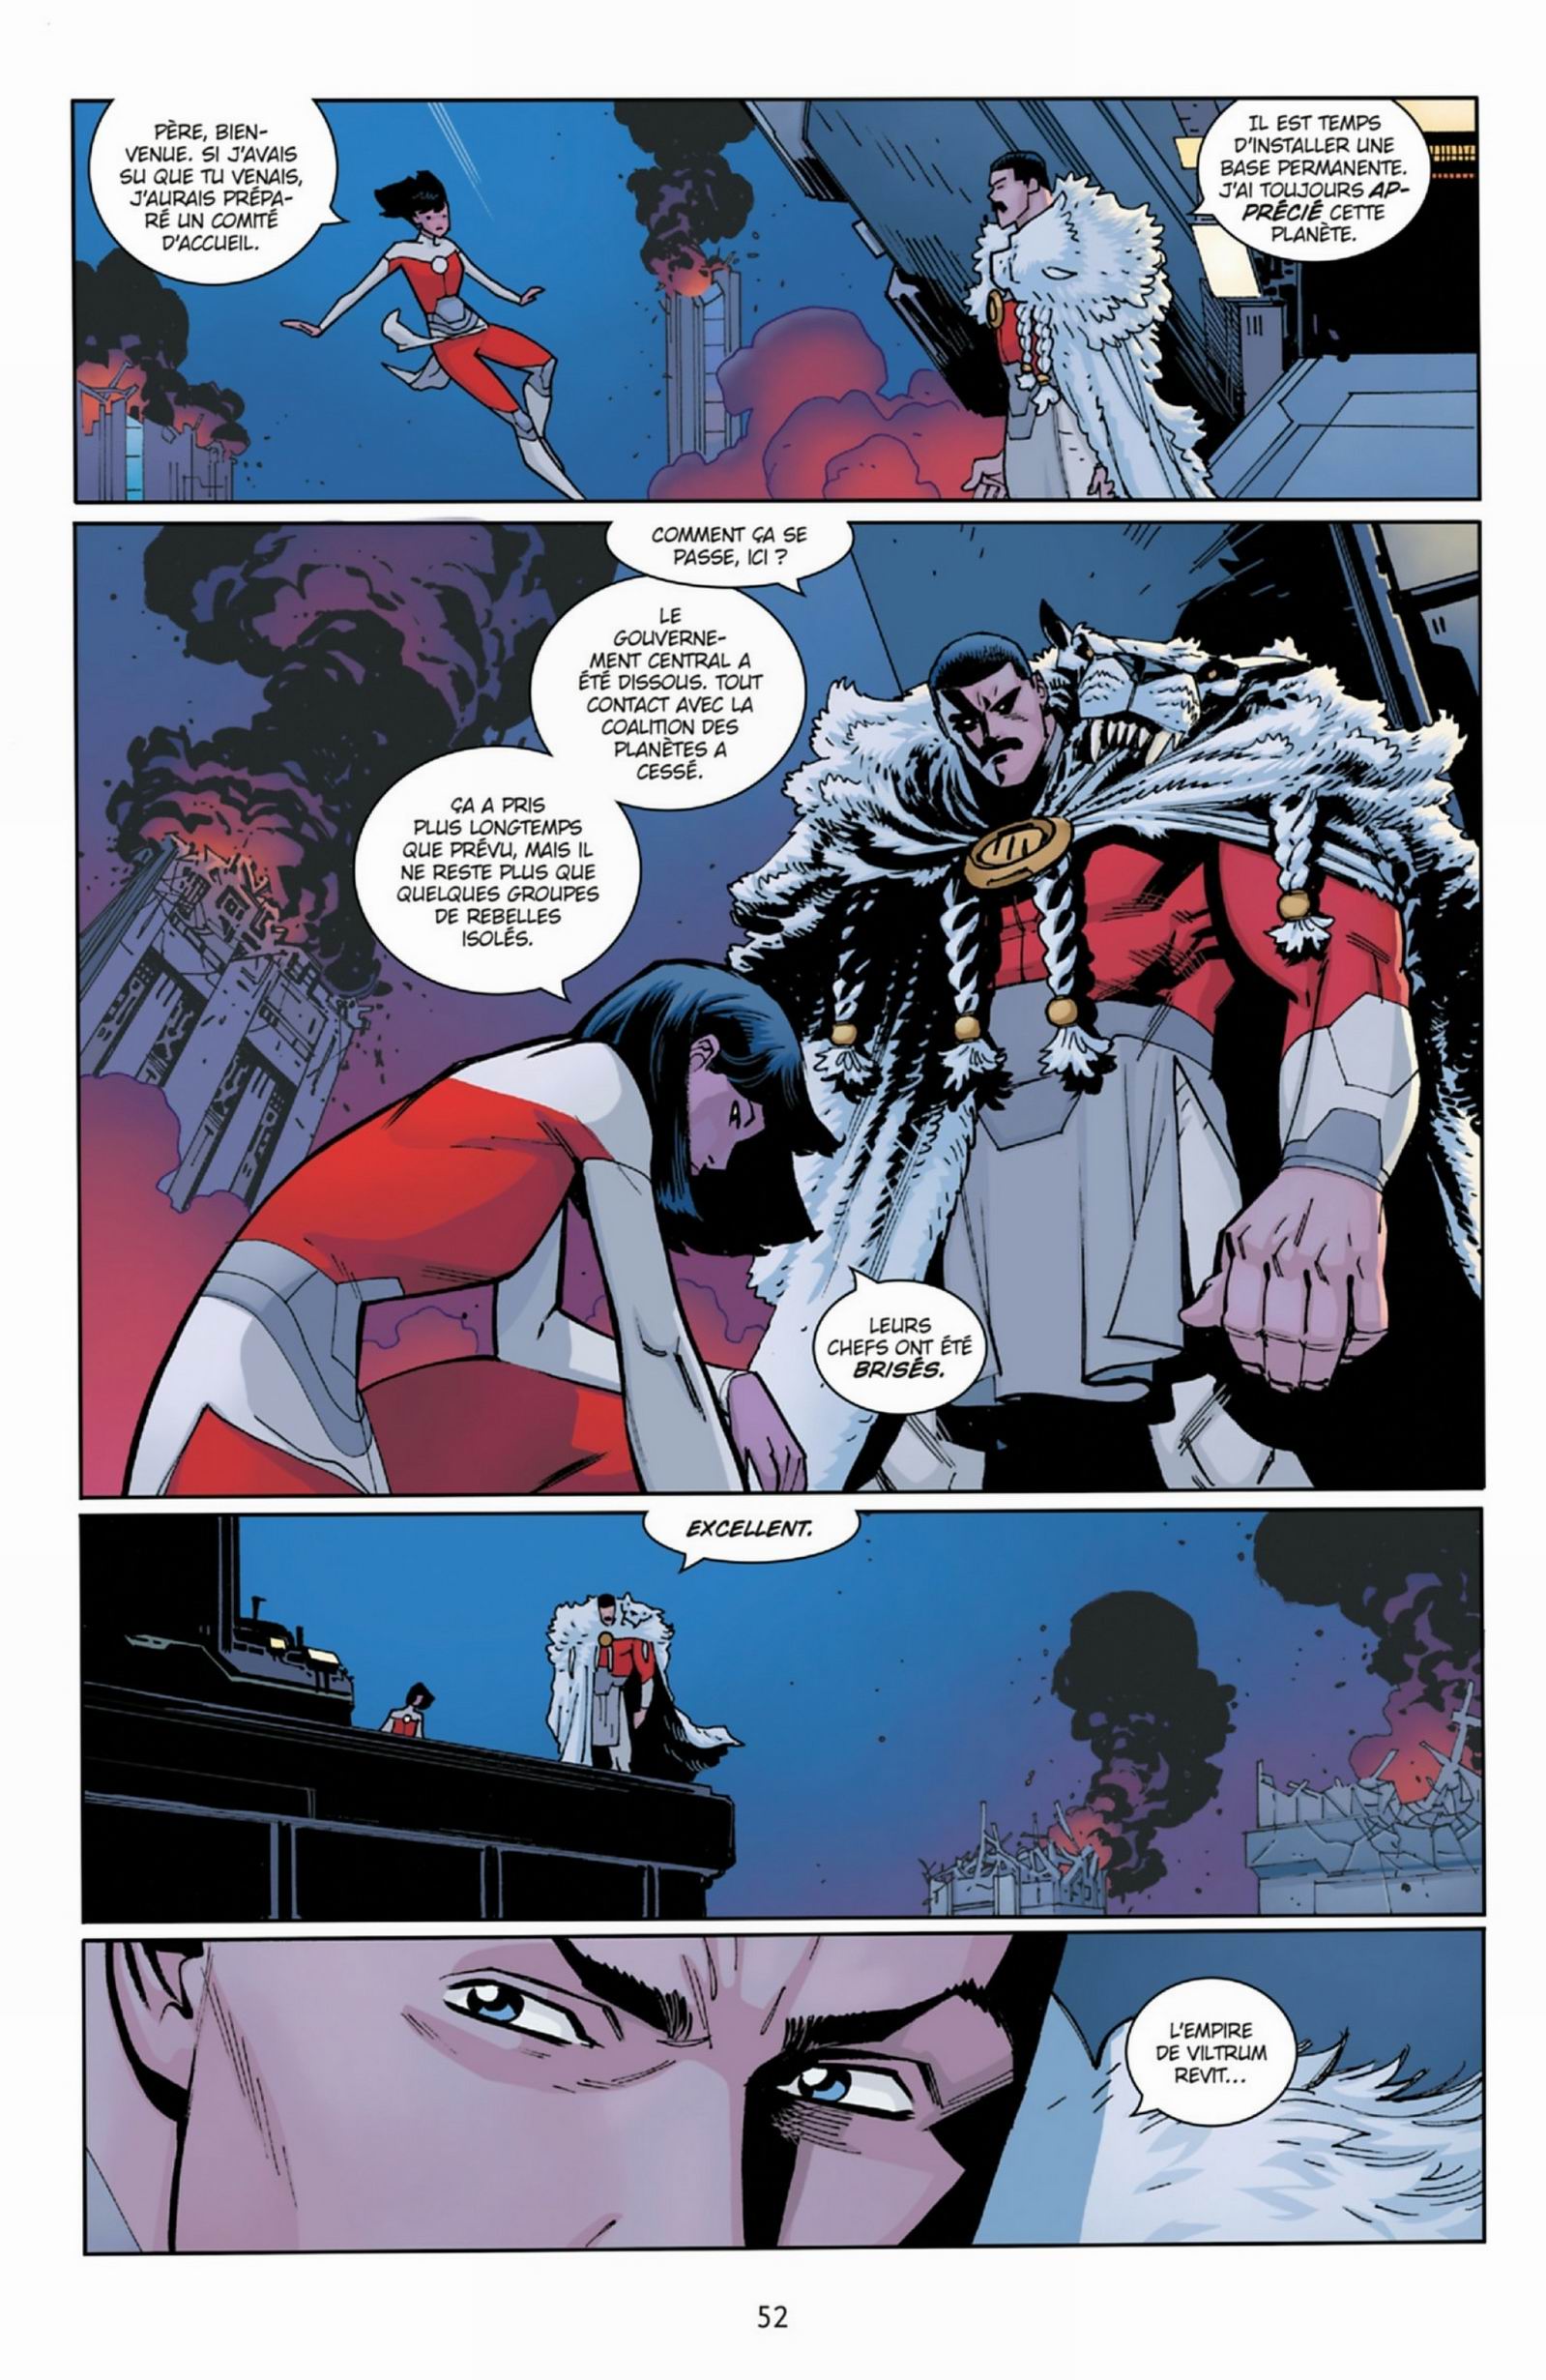 PÈRE, BIEN-
VENUE. SI J'AVAIS
SU QUE TU VENAIS,
J'AURAIS PRÉPA-
RÉ UN COMITÉ
D'ACCUEIL.
IL EST TEMPS
D'INSTALLER UNE
BASE PERMANENTE.
J'AI TOUJOURS AP-
PRÉCIÉ CETTE
PLANÈTE.
COMMENT ÇA SE
PASSE, ICI ?
LE
GOUVERNE-
MENT CENTRAL A
ÉTÉ DISSOUS. TOUT
CONTACT AVEC LA
COALITION DES
PLANÈTES A
CESSÉ.
ÇA A PRIS
PLUS LONGTEMPS
QUE PRÉVU, MAIS IL
NE RESTE PLUS QUE
QUELQUES GROUPES
DE REBELLES
ISOLÉS.
LEURS
CHEFS ONT ÉTÉ
BRISÉS.
EXCELLENT.
L'EMPIRE
DE VILTRUM
REVIT...
52